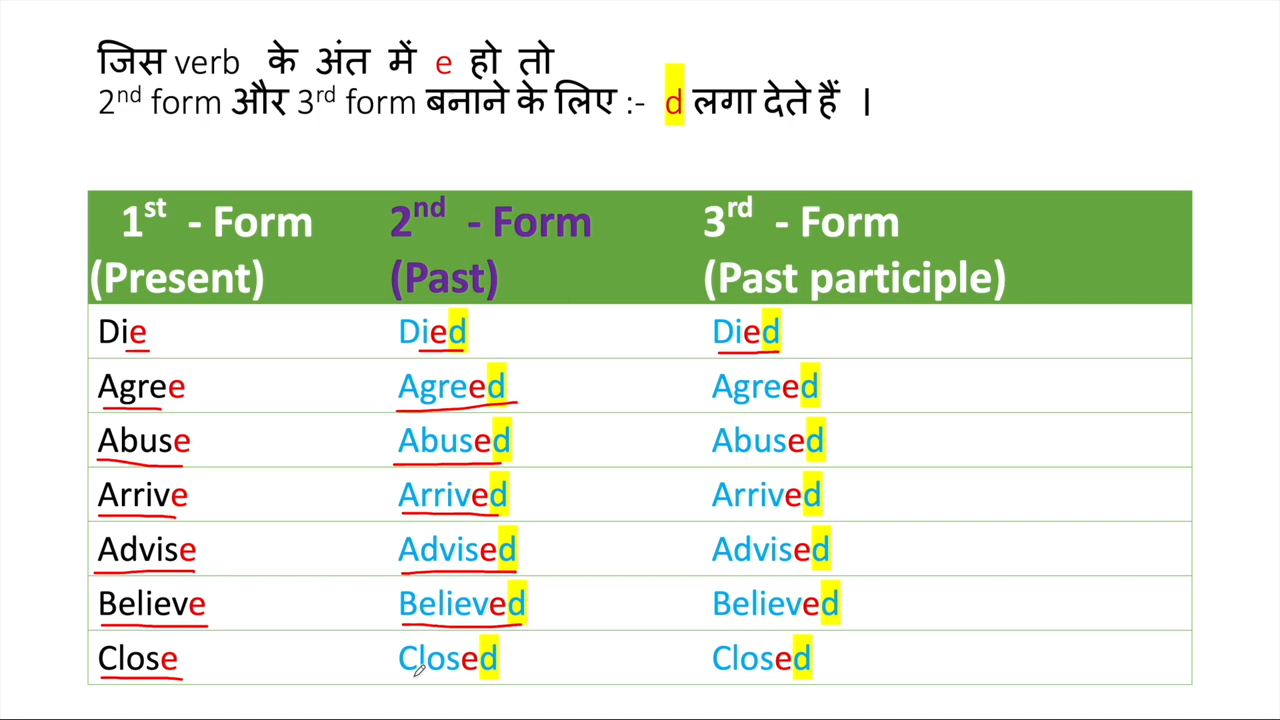 जिस verb के अंत में e हो तो
2nd form और 3rd form बनाने के लिए :- d लगा देते हैं ।
1st - Form 2nd - Form 3rd - Form
(Present) (Past) (Past participle)
Die Died Died
Agree Agreed Agreed
Abuse Abused Abused
Arrive Arrived Arrived
Advise Advised Advised
Believe Believed Believed
Close Closed Closed